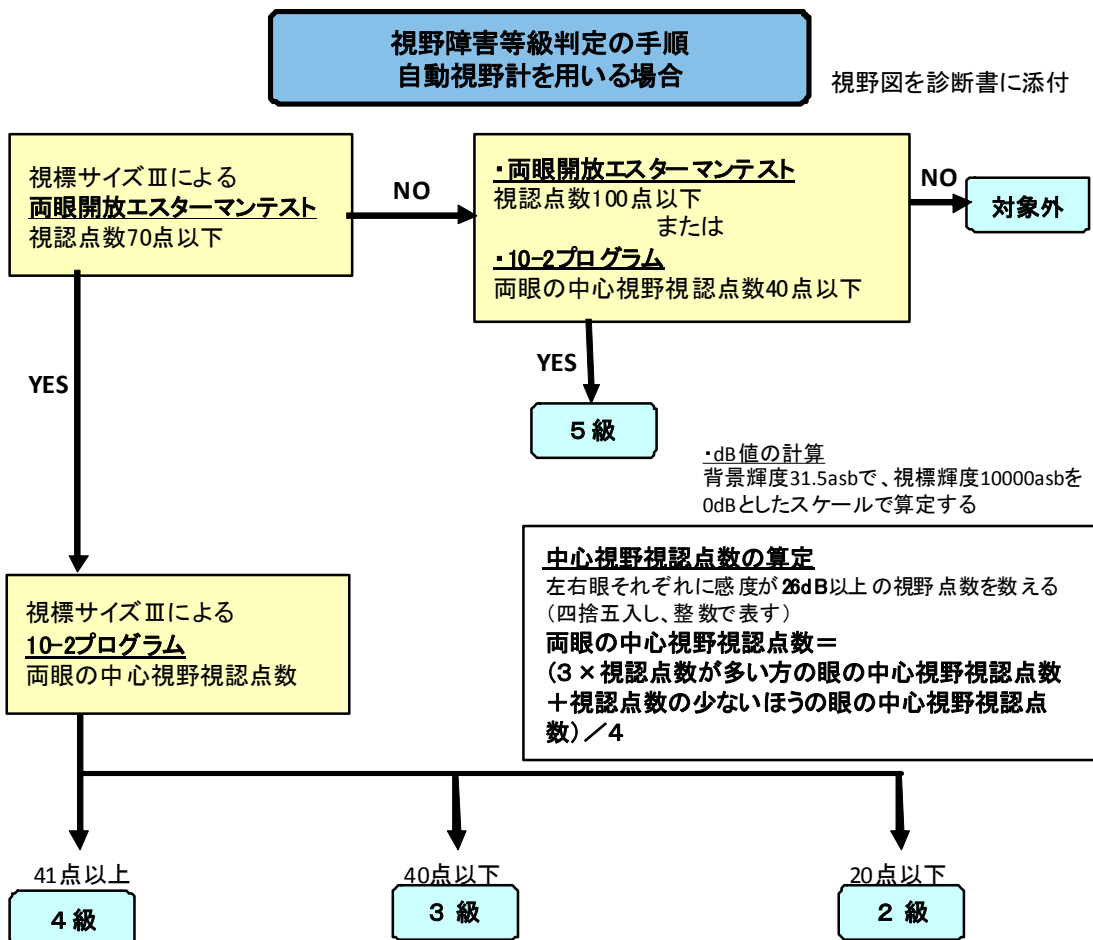 視野障害等級判定の手順
自動視野計を用いる場合
視野図を診断書に添付
視標サイズⅢによる
両眼開放エスターマンテスト
視認点数70点以下
NO
・両眼開放エスターマンテスト
視認点数100点以下
または
・10-2プログラム
両眼の中心視野視認点数40点以下
NO
対象外
YES
YES
5級
・dB値の計算
背景輝度31.5asbで、視標輝度10000asbを
0dBとしたスケールで算定する
視標サイズⅢによる
10-2プログラム
両眼の中心視野視認点数
中心視野視認点数の算定
左右眼それぞれに感度が26dB以上の視野点数を数える
(四捨五入し、整数で表す)
両眼の中心視野視認点数=
(3×視認点数が多い方の眼の中心視野視認点数
+視認点数の少ないほうの眼の中心視野視認点
数)/4
41点以上
4級
40点以下
3級
20点以下
2級